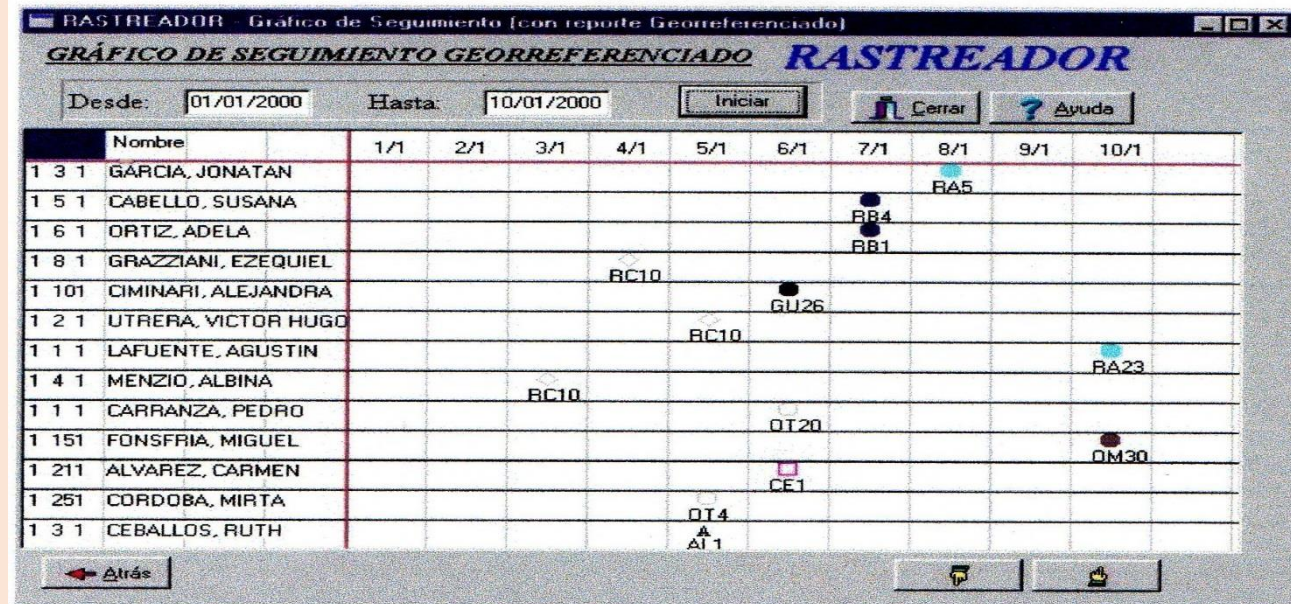 RASTREADOR - Gráfico de Seguimiento (con reporte Georreferenciado)
GRÁFICO DE SEGUIMIENTO GEORREFERENCIADO RASTREADOR
Desde: 01/01/2000 Hasta: 10/01/2000 Iniciar Cerrar Ayuda
Nombre 1/1 2/1 3/1 4/1 5/1 6/1 7/1 8/1 9/1 10/1
1 3 1 GARCIA, JONATAN
RA5
1 5 1 CABELLO, SUSANA
RB4
1 6 1 ORTIZ, ADELA
RB1
1 8 1 GRAZZIANI, EZEQUIEL
RC10
1 101 CIMINARI, ALEJANDRA
GU26
1 2 1 UTRERA, VICTOR HUGO
RC10
1 1 1 LAFUENTE, AGUSTIN
RA23
1 4 1 MENZIO, ALBINA
RC10
1 1 1 CARRANZA, PEDRO
OT20
1 151 FONSFRIA, MIGUEL
OM30
1 211 ALVAREZ, CARMEN
CE1
1 251 CORDOBA, MIRTA
OT4
1 3 1 CEBALLOS, RUTH
AL1
Atrás